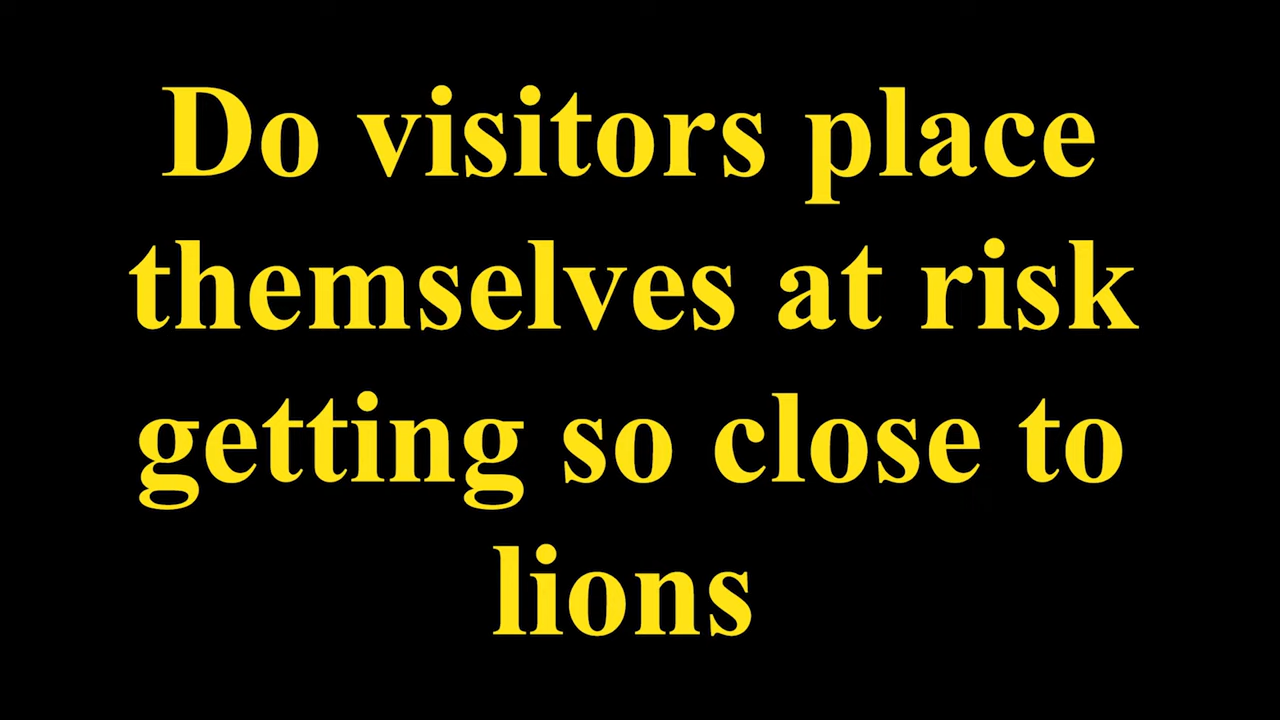 Do visitors place
themselves at risk
getting so close to
lions